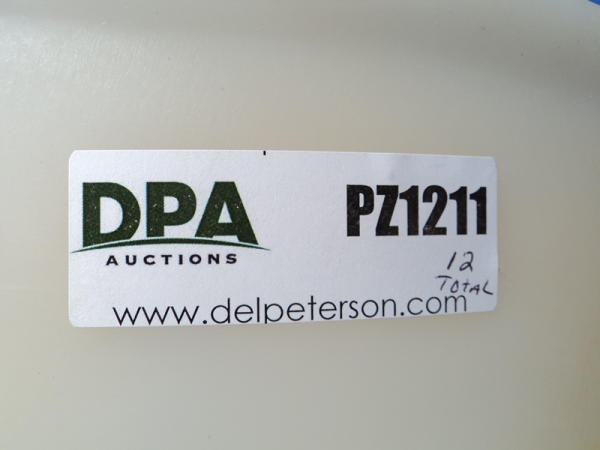 DPA
AUCTIONS
PZ1211
12
TOTAL
www.delpeterson.com